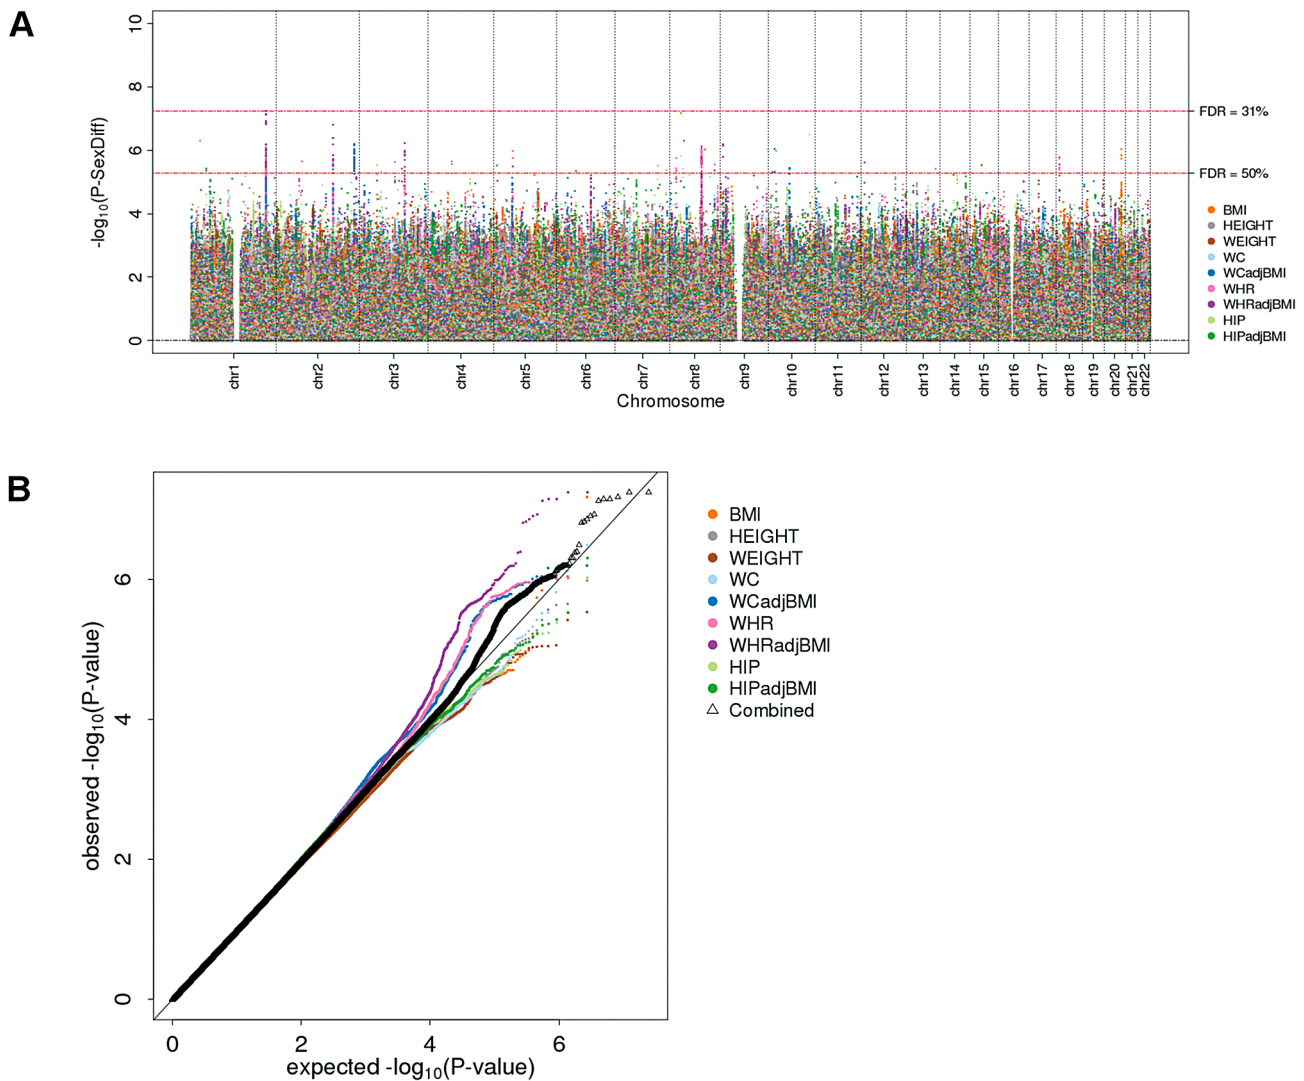 A
-log10(P-SexDiff)
10
8
6
4
2
0
FDR = 31%
FDR = 50%
BMI
HEIGHT
WEIGHT
WC
WCadjBMI
WHR
WHRadjBMI
HIP
HIPadjBMI
chr1 chr2 chr3 chr4 chr5 chr6 chr7 chr8 chr9 chr10 chr11 chr12 chr13 chr14 chr15 chr16 chr17 chr18 chr19 chr20 chr21 chr22
Chromosome
B
observed -log10(P-value)
6
4
2
0
0 2 4 6
expected -log10(P-value)
BMI
HEIGHT
WEIGHT
WC
WCadjBMI
WHR
WHRadjBMI
HIP
HIPadjBMI
Combined